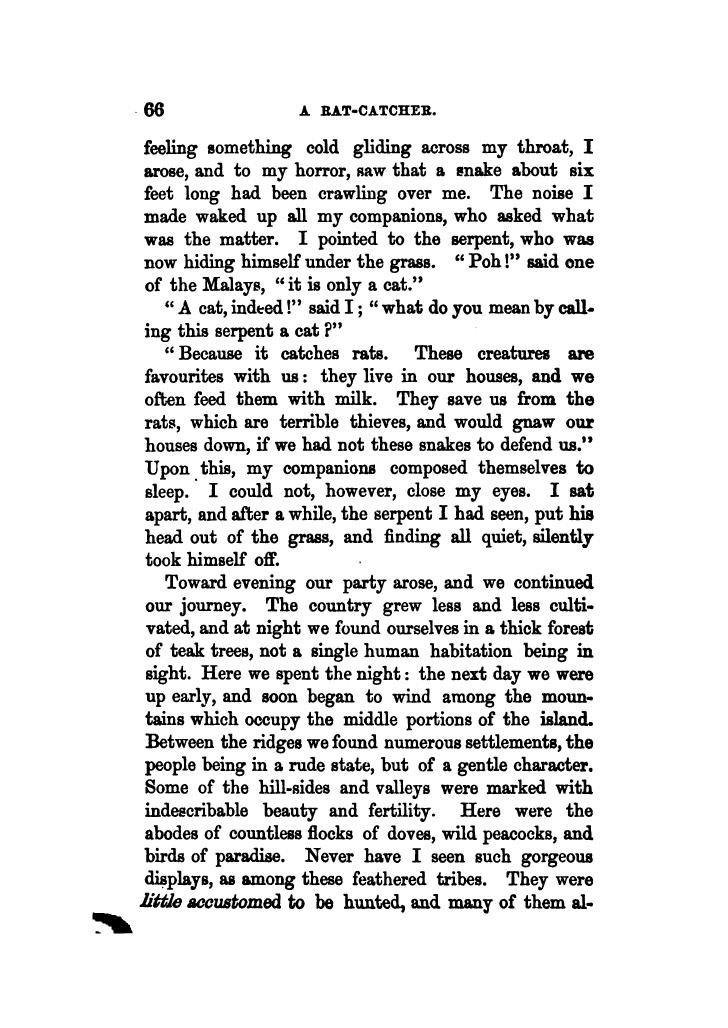 66 A RAT-CATCHER.
feeling something cold gliding across my throat, I
arose, and to my horror, saw that a snake about six
feet long had been crawling over me. The noise I
made waked up all my companions, who asked what
was the matter. I pointed to the serpent, who was
now hiding himself under the grass. “Poh!” said one
of the Malays, “it is only a cat.”
“A cat, indeed!” said I; “what do you mean by call-
ing this serpent a cat?”
“Because it catches rats. These creatures are
favourites with us: they live in our houses, and we
often feed them with milk. They save us from the
rats, which are terrible thieves, and would gnaw our
houses down, if we had not these snakes to defend us.”
Upon this, my companions composed themselves to
sleep. I could not, however, close my eyes. I sat
apart, and after a while, the serpent I had seen, put his
head out of the grass, and finding all quiet, silently
took himself off.
Toward evening our party arose, and we continued
our journey. The country grew less and less culti-
vated, and at night we found ourselves in a thick forest
of teak trees, not a single human habitation being in
sight. Here we spent the night: the next day we were
up early, and soon began to wind among the moun-
tains which occupy the middle portions of the island.
Between the ridges we found numerous settlements, the
people being in a rude state, but of a gentle character.
Some of the hill-sides and valleys were marked with
indescribable beauty and fertility. Here were the
abodes of countless flocks of doves, wild peacocks, and
birds of paradise. Never have I seen such gorgeous
displays, as among these feathered tribes. They were
little accustomed to be hunted, and many of them al-